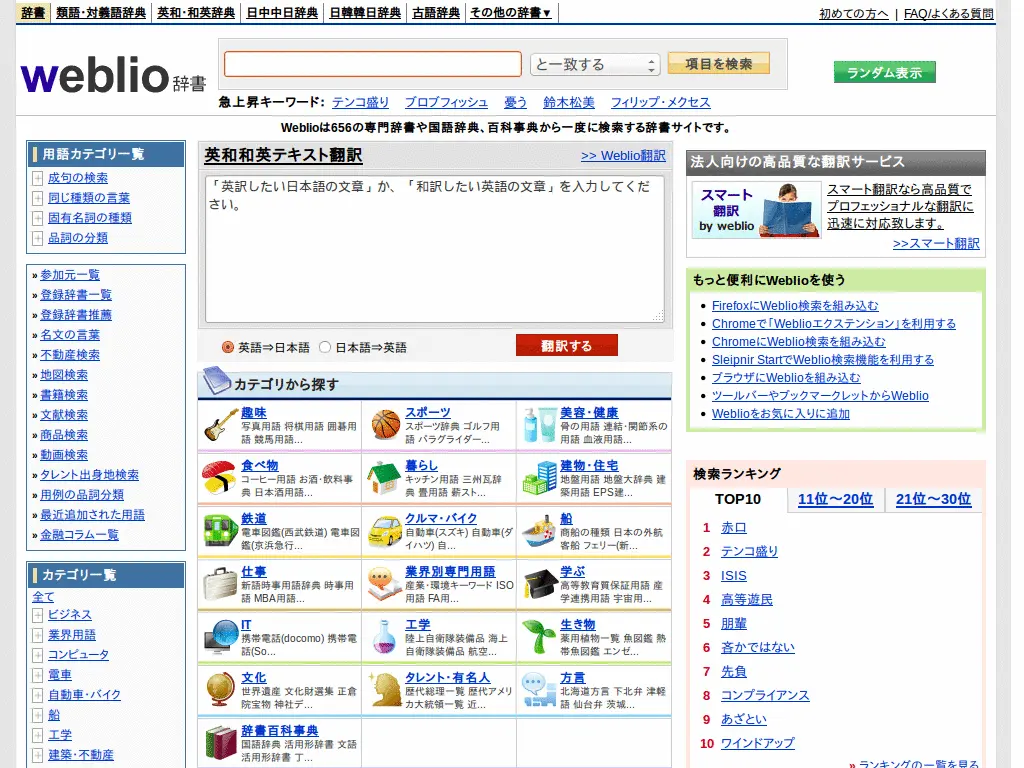 辞書 類語・対義語辞典 英和・和英辞典 日中中日辞典 日韓韓日辞典 古語辞典 その他の辞書▼
初めての方へ | FAQ/よくある質問
weblio 辞書
と一致する
項目を検索
ランダム表示
急上昇キーワード: テンコ盛り ブロブフィッシュ 憂う 鈴木松美 フィリップ・メクセス
Weblioは656の専門辞書や国語辞典、百科事典から一度に検索する辞書サイトです。
用語カテゴリ一覧
成句の検索
同じ種類の言葉
固有名詞の種類
品詞の分類
» 参加元一覧
» 登録辞書一覧
» 登録辞書推薦
» 名文の言葉
» 不動産検索
» 地図検索
» 書籍検索
» 文献検索
» 商品検索
» 動画検索
» タレント出身地検索
» 用例の品詞分類
» 最近追加された用語
» 金融コラム一覧
カテゴリ一覧
全て
ビジネス
業界用語
コンピュータ
電車
自動車・バイク
船
工学
建築・不動産
英和和英テキスト翻訳
>> Weblio翻訳
「英訳したい日本語の文章」か、「和訳したい英語の文章」を入力してくだ
さい。
英語⇒日本語 日本語⇒英語
翻訳する
カテゴリから探す
趣味
写真用語 将棋用語 囲碁用
語 競馬用語...
スポーツ
スポーツ辞典 ゴルフ用
語 パラグライダー...
美容・健康
骨の用語 連結・関節系の
用語 血液用語...
食べ物
コーヒー用語 お酒・飲料事
典 日本酒用語...
暮らし
キッチン用語 三州瓦辞
典 畳用語 薪スト...
建物・住宅
地盤用語 地盤大辞典 建
築用語 EPS建...
鉄道
電車図鑑(西武鉄道) 電車図
鑑(京浜急行...
クルマ・バイク
自動車(スズキ) 自動車(ダ
イハツ) 自...
船
商船の種類 日本の外航
客船 フェリー(新...
仕事
新語時事用語辞典 時事用
語 MBA用語...
業界別専門用語
産業・環境キーワード ISO
用語 FA用...
学ぶ
高等教育質保証用語 産
学連携用語 宇宙用...
IT
携帯電話(docomo) 携帯電
話(So...
工学
陸上自衛隊装備品 海上
自衛隊装備品 航空...
生き物
薬用植物一覧 魚図鑑 熱
帯魚図鑑 エンゼ...
文化
世界遺産 文化財選集 正倉
院宝物 神社デ...
タレント・有名人
歴代総理一覧 歴代アメリ
カ大統領一覧 近...
方言
北海道方言 下北弁 津軽
語 仙台弁 茨城...
辞書百科事典
国語辞典 活用形辞書 文語
活用形辞書 丁...
法人向けの高品質な翻訳サービス
スマート
翻訳
by weblio
スマート翻訳なら高品質で
プロフェッショナルな翻訳に
迅速に対応致します。
>>スマート翻訳
もっと便利にWeblioを使う
• FirefoxにWeblio検索を組み込む
• Chromeで「Weblioエクステンション」を利用する
• ChromeにWeblio検索を組み込む
• Sleipnir StartでWeblio検索機能を利用する
• ブラウザにWeblioを組み込む
• ツールバーやブックマークレットからWeblio
• Weblioをお気に入りに追加
検索ランキング
TOP10 11位〜20位 21位〜30位
1 赤口
2 テンコ盛り
3 ISIS
4 高等遊民
5 朋輩
6 吝かではない
7 先負
8 コンプライアンス
9 あざとい
10 ワインドアップ
» ランキングの一覧を見る